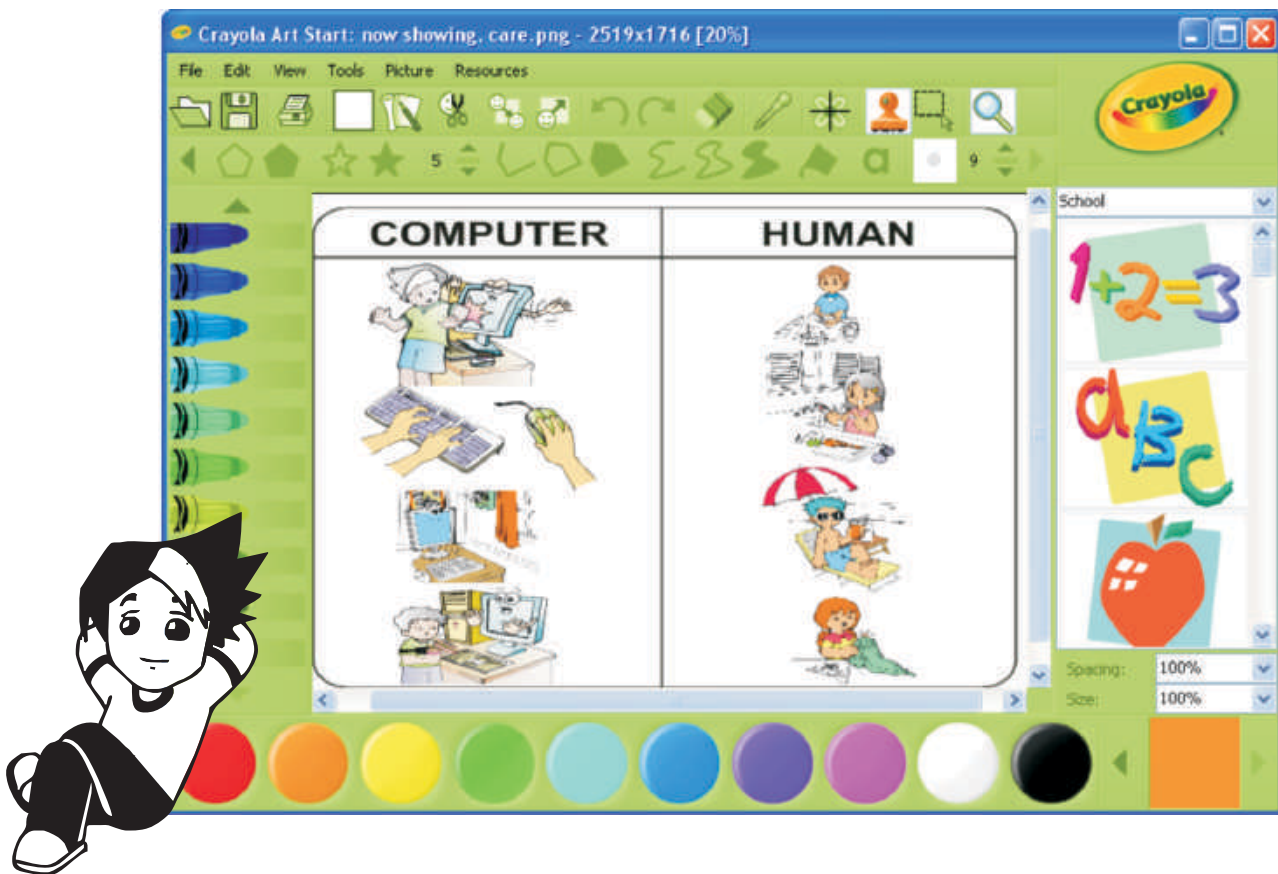 Crayola Art Start: now showing, care.png - 2519x1716 [20%]
File Edit View Tools Picture Resources
Crayola
5 a 9
School
COMPUTER HUMAN
1+2=3
a B c
Spacing: 100%
Size: 100%